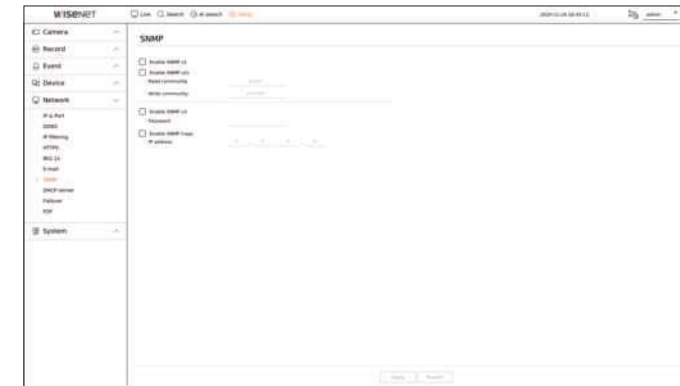 WISENET
Live Search AI search Setup
admin
Camera
Record
Event
Device
Network
IP & Port
DDNS
IP filtering
HTTPS
802.1x
E-mail
SNMP
DHCP server
Failover
P2P
System
SNMP
Enable SNMP v1
Enable SNMP v2c
Read community
public
Write community
Enable SNMP v3
Password
Enable SNMP traps
IP address
Apply Revert